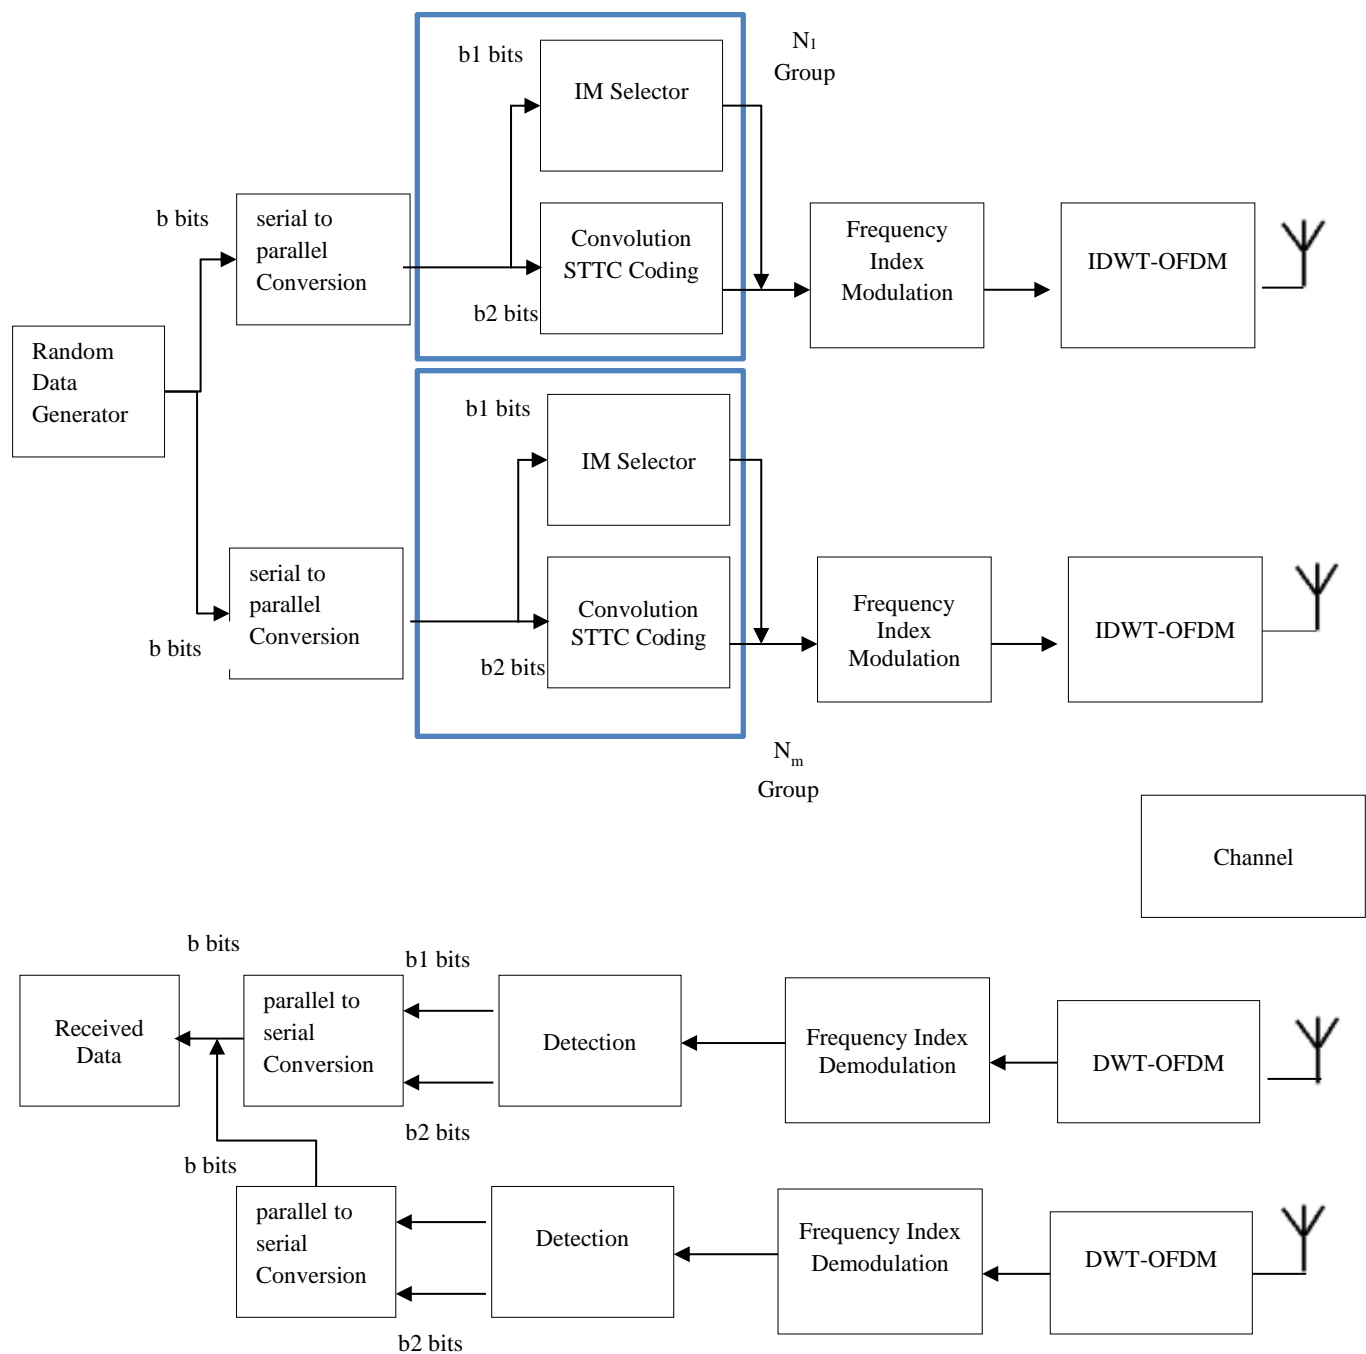 N₁
Group
b1 bits
IM Selector
b bits
serial to
parallel
Conversion
Convolution
STTC Coding
b2 bits
Frequency
Index
Modulation
IDWT-OFDM
Random
Data
Generator
b1 bits
IM Selector
serial to
parallel
Conversion
b bits
Convolution
STTC Coding
b2 bits
Frequency
Index
Modulation
IDWT-OFDM
Nₘ
Group
Channel
b bits
b1 bits
Received
Data
parallel to
serial
Conversion
Detection
Frequency Index
Demodulation
DWT-OFDM
b2 bits
b bits
parallel to
serial
Conversion
Detection
Frequency Index
Demodulation
DWT-OFDM
b2 bits